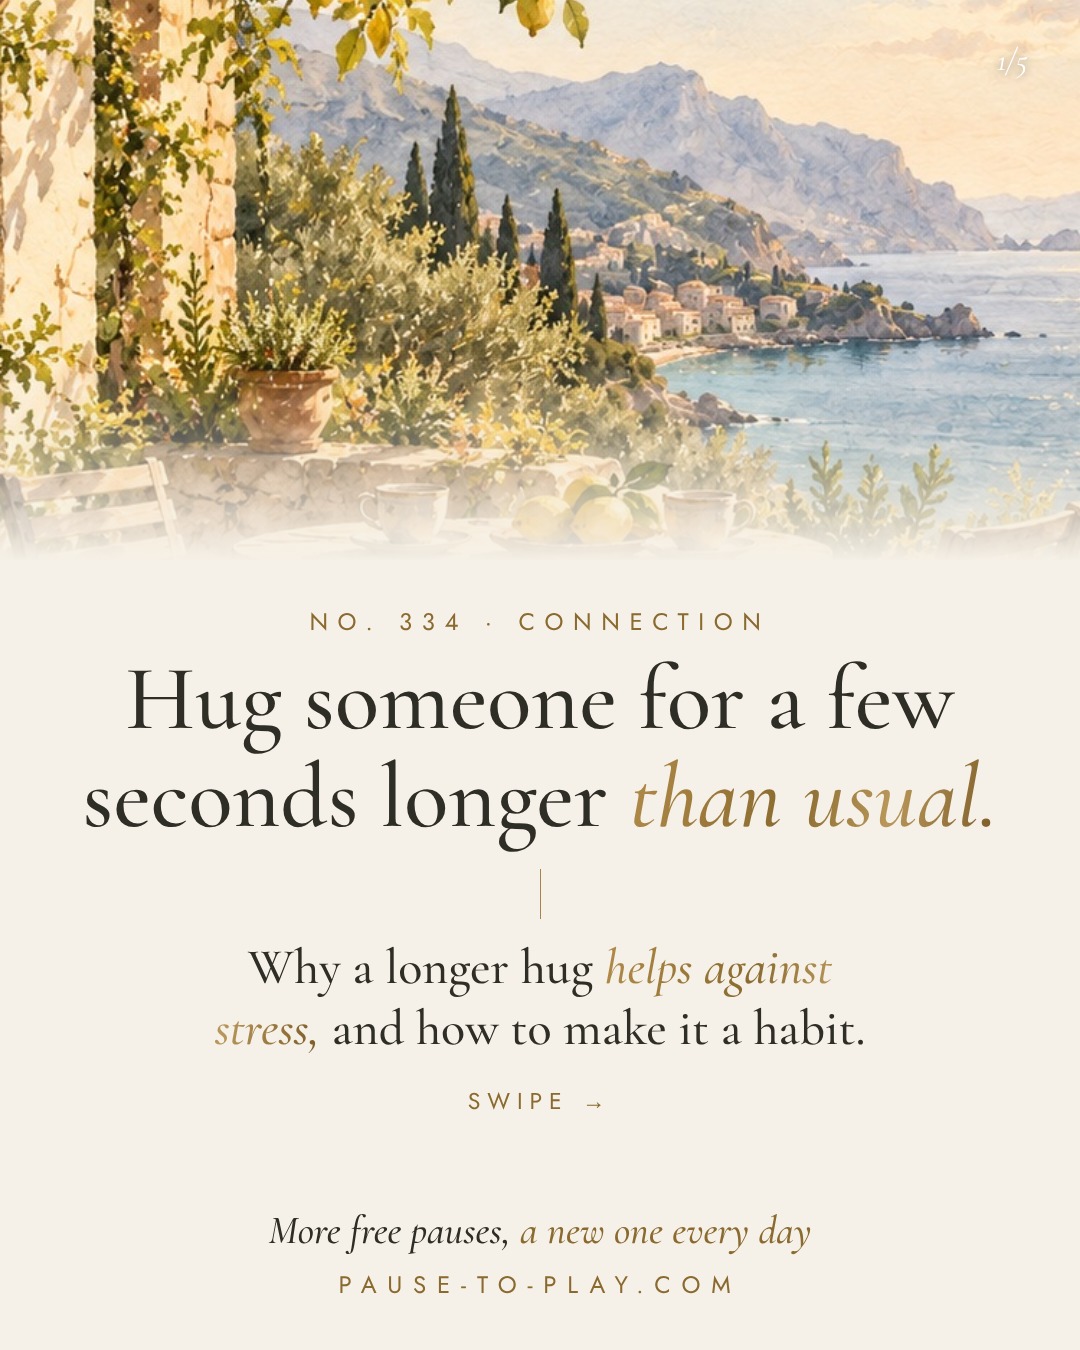 1/5
NO. 334 · CONNECTION
Hug someone for a few
seconds longer than usual.
Why a longer hug helps against
stress, and how to make it a habit.
SWIPE →
More free pauses, a new one every day
PAUSE-TO-PLAY.COM